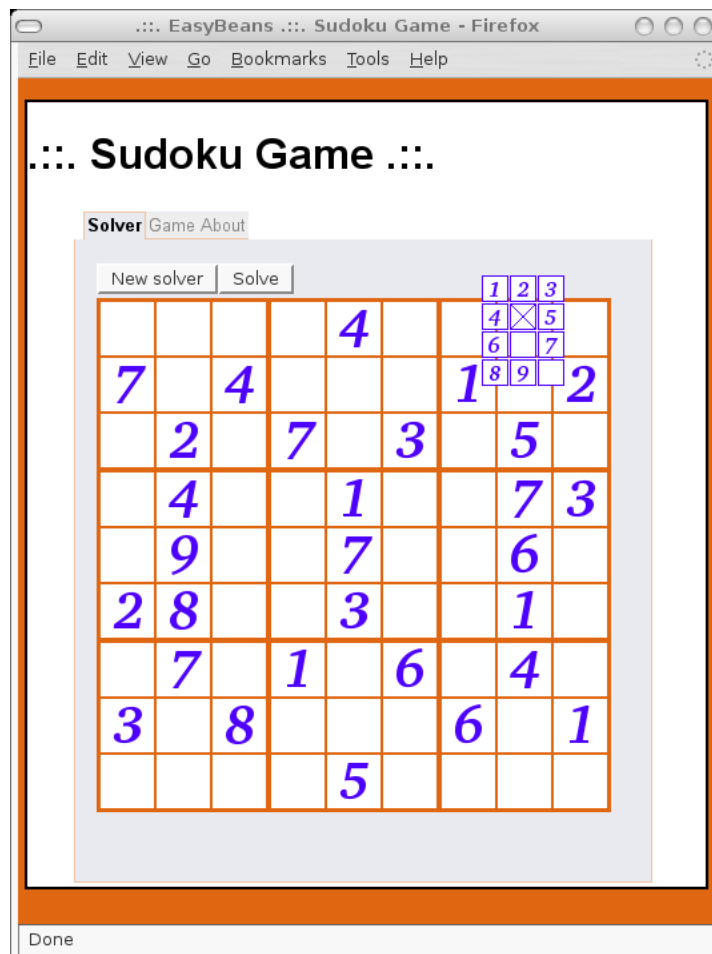 .::. EasyBeans .::. Sudoku Game - Firefox
File Edit View Go Bookmarks Tools Help
.::. Sudoku Game .::.
Solver Game About
New solver Solve
1 2 3
4 4 5
6 7
7 4 1 8 9 2
2 7 3 5
4 1 7 3
9 7 6
2 8 3 1
7 1 6 4
3 8 6 1
5
Done